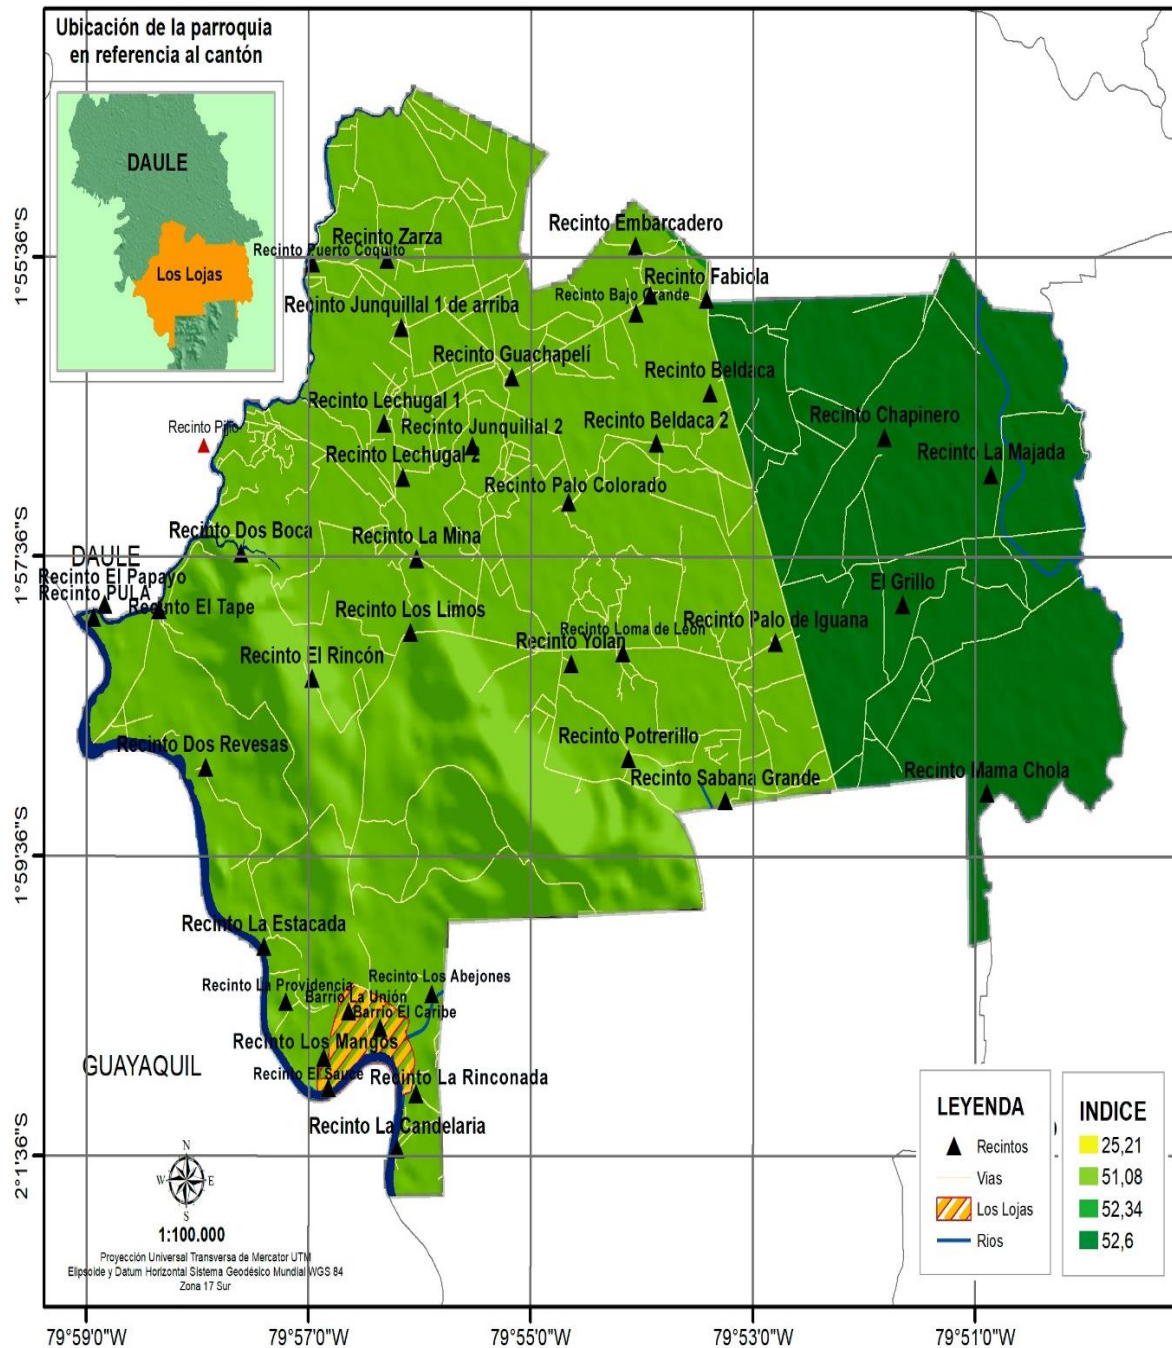 Ubicación de la parroquia
en referencia al cantón
DAULE
Los Lojas
1°55'36"S
1°57'36"S
1°59'36"S
2°1'36"S
Recinto Embarcadero
Recinto Zarza
Recinto Puerto Coquito
Recinto Fabiola
Recinto Bajo Grande
Recinto Junquillal 1 de arriba
Recinto Guachapelí
Recinto Beldaca
Recinto Lechugal 1
Recinto Chapinero
Recinto Beldaca 2
Recinto Junquillal 2
Recinto Pijio
Recinto Lechugal 2
Recinto La Majada
Recinto Palo Colorado
Recinto Dos Boca
Recinto La Mina
DAULE
Recinto El Papayo
Recinto PULA
Recinto El Tape
El Grillo
Recinto Los Limos
Recinto Palo de Iguana
Recinto Loma de León
Recinto Yolan
Recinto El Rincón
Recinto Dos Revesas
Recinto Potrerillo
Recinto Sabana Grande
Recinto Mama Chola
Recinto La Estacada
Recinto Los Abejones
Recinto La Providencia
Barrio La Unión
Barrio El Caribe
Recinto Los Mangos
GUAYAQUIL
Recinto El Sauce
Recinto La Rinconada
Recinto La Candelaria
N
W
E
S
1:100.000
Proyección Universal Transversa de Mercator UTM
Elipsoide y Datum Horizontal Sistema Geodésico Mundial WGS 84
Zona 17 Sur
LEYENDA
Recintos
Vias
Los Lojas
Rios
INDICE
25,21
51,08
52,34
52,6
79°59'0"W
79°57'0"W
79°55'0"W
79°53'0"W
79°51'0"W